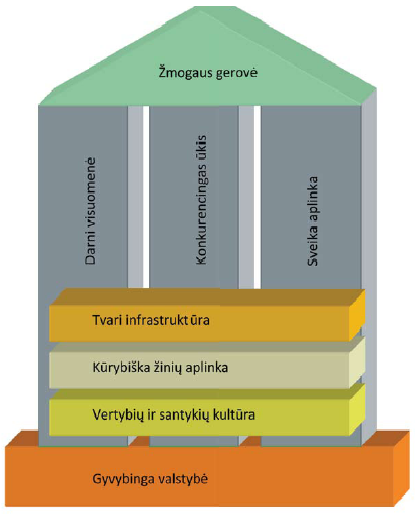 Žmogaus gerovė
Darni visuomenė
Konkurencingas ūkis
Sveika aplinka
Tvari infrastruktūra
Kūrybiška žinių aplinka
Vertybių ir santykių kultūra
Gyvybinga valstybė